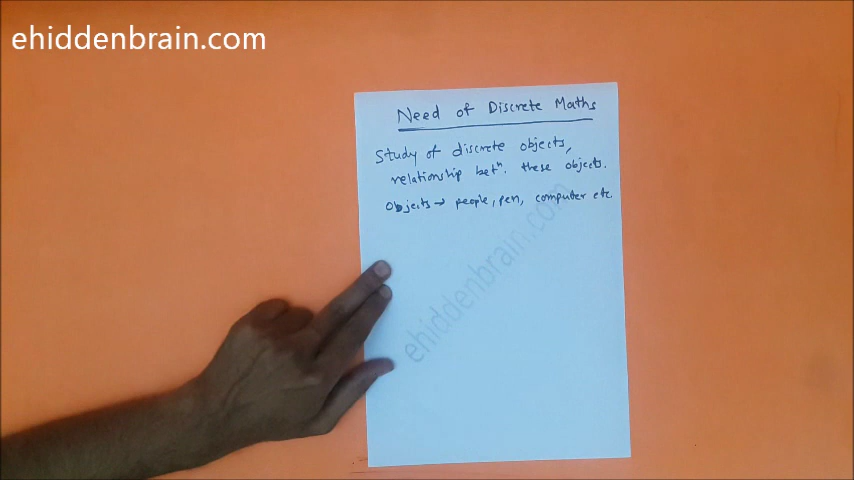 ehiddenbrain.com
Need of Discrete Maths
Study of discrete objects,
relationship betⁿ. these objects.
Objects → people, pen, computer etc.
ehiddenbrain.com